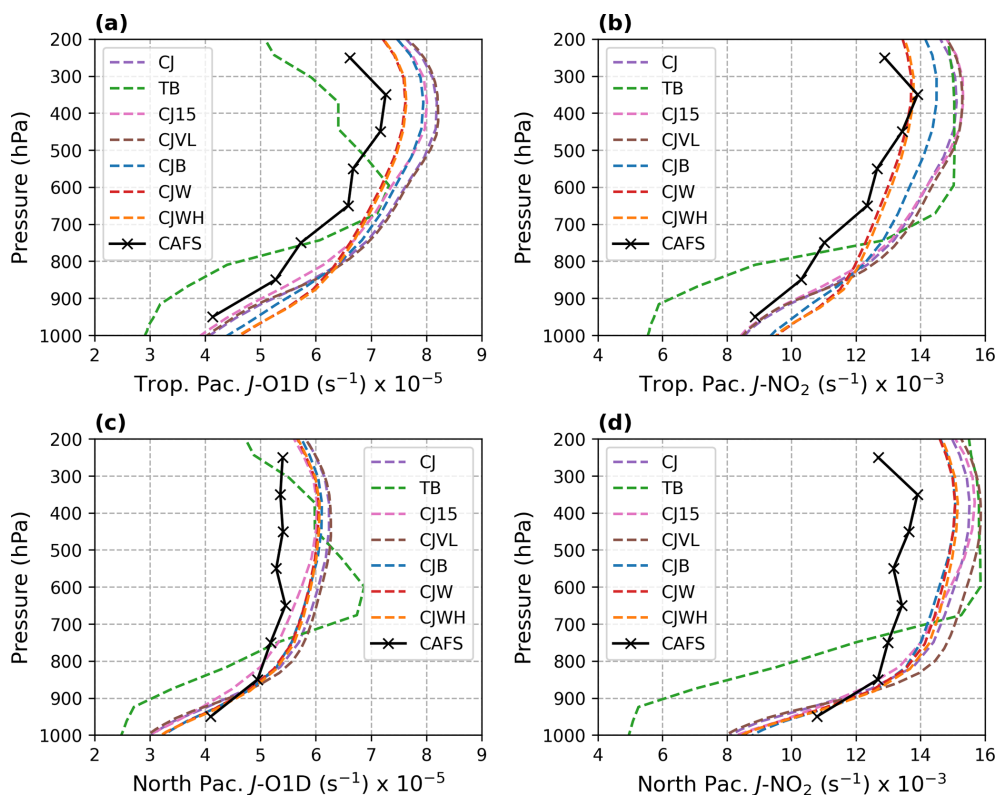 (a)
200
300
400
500
600
700
800
900
1000
Pressure (hPa)
CJ
TB
CJ15
CJVL
CJB
CJW
CJWH
CAFS
2 3 4 5 6 7 8 9
Trop. Pac. J-O1D (s⁻¹) x 10⁻⁵
(b)
200
300
400
500
600
700
800
900
1000
Pressure (hPa)
CJ
TB
CJ15
CJVL
CJB
CJW
CJWH
CAFS
4 6 8 10 12 14 16
Trop. Pac. J-NO₂ (s⁻¹) x 10⁻³
(c)
200
300
400
500
600
700
800
900
1000
Pressure (hPa)
CJ
TB
CJ15
CJVL
CJB
CJW
CJWH
CAFS
2 3 4 5 6 7 8 9
North Pac. J-O1D (s⁻¹) x 10⁻⁵
(d)
200
300
400
500
600
700
800
900
1000
Pressure (hPa)
CJ
TB
CJ15
CJVL
CJB
CJW
CJWH
CAFS
4 6 8 10 12 14 16
North Pac. J-NO₂ (s⁻¹) x 10⁻³